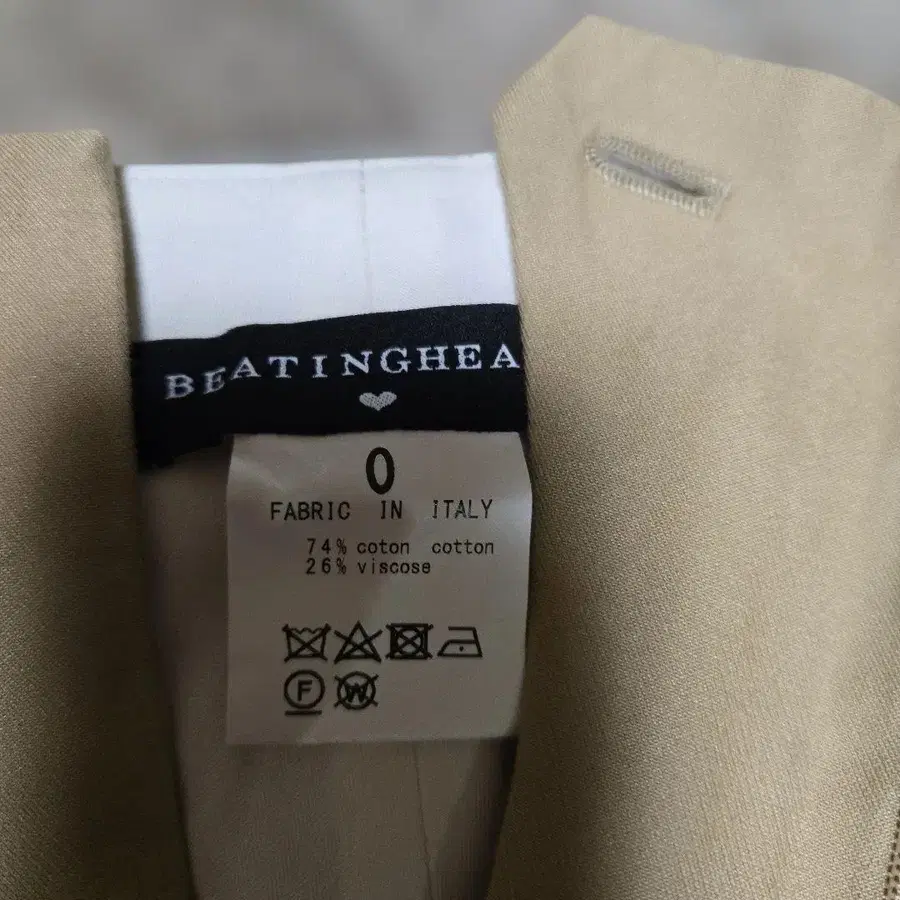 BEATINGHEA
0
FABRIC IN ITALY
74% coton cotton
26% viscose
F W